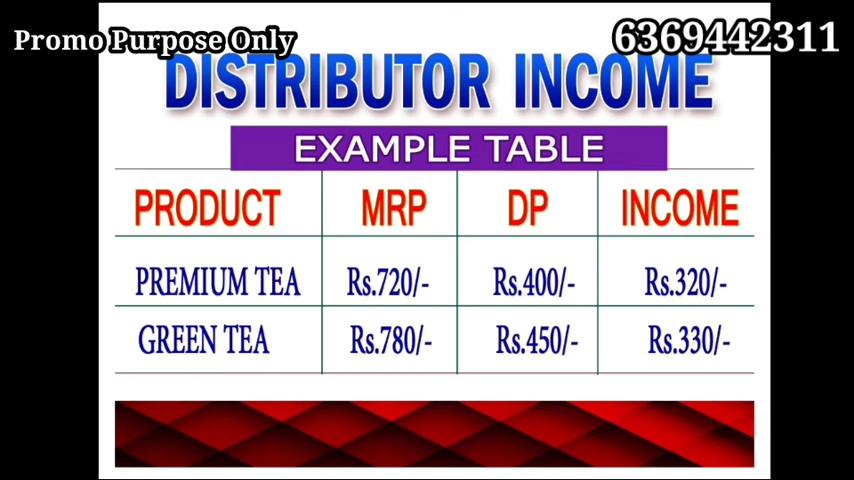 Promo Purpose Only
6369442311
DISTRIBUTOR INCOME
EXAMPLE TABLE
PRODUCT MRP DP INCOME
PREMIUM TEA Rs.720/- Rs.400/- Rs.320/-
GREEN TEA Rs.780/- Rs.450/- Rs.330/-